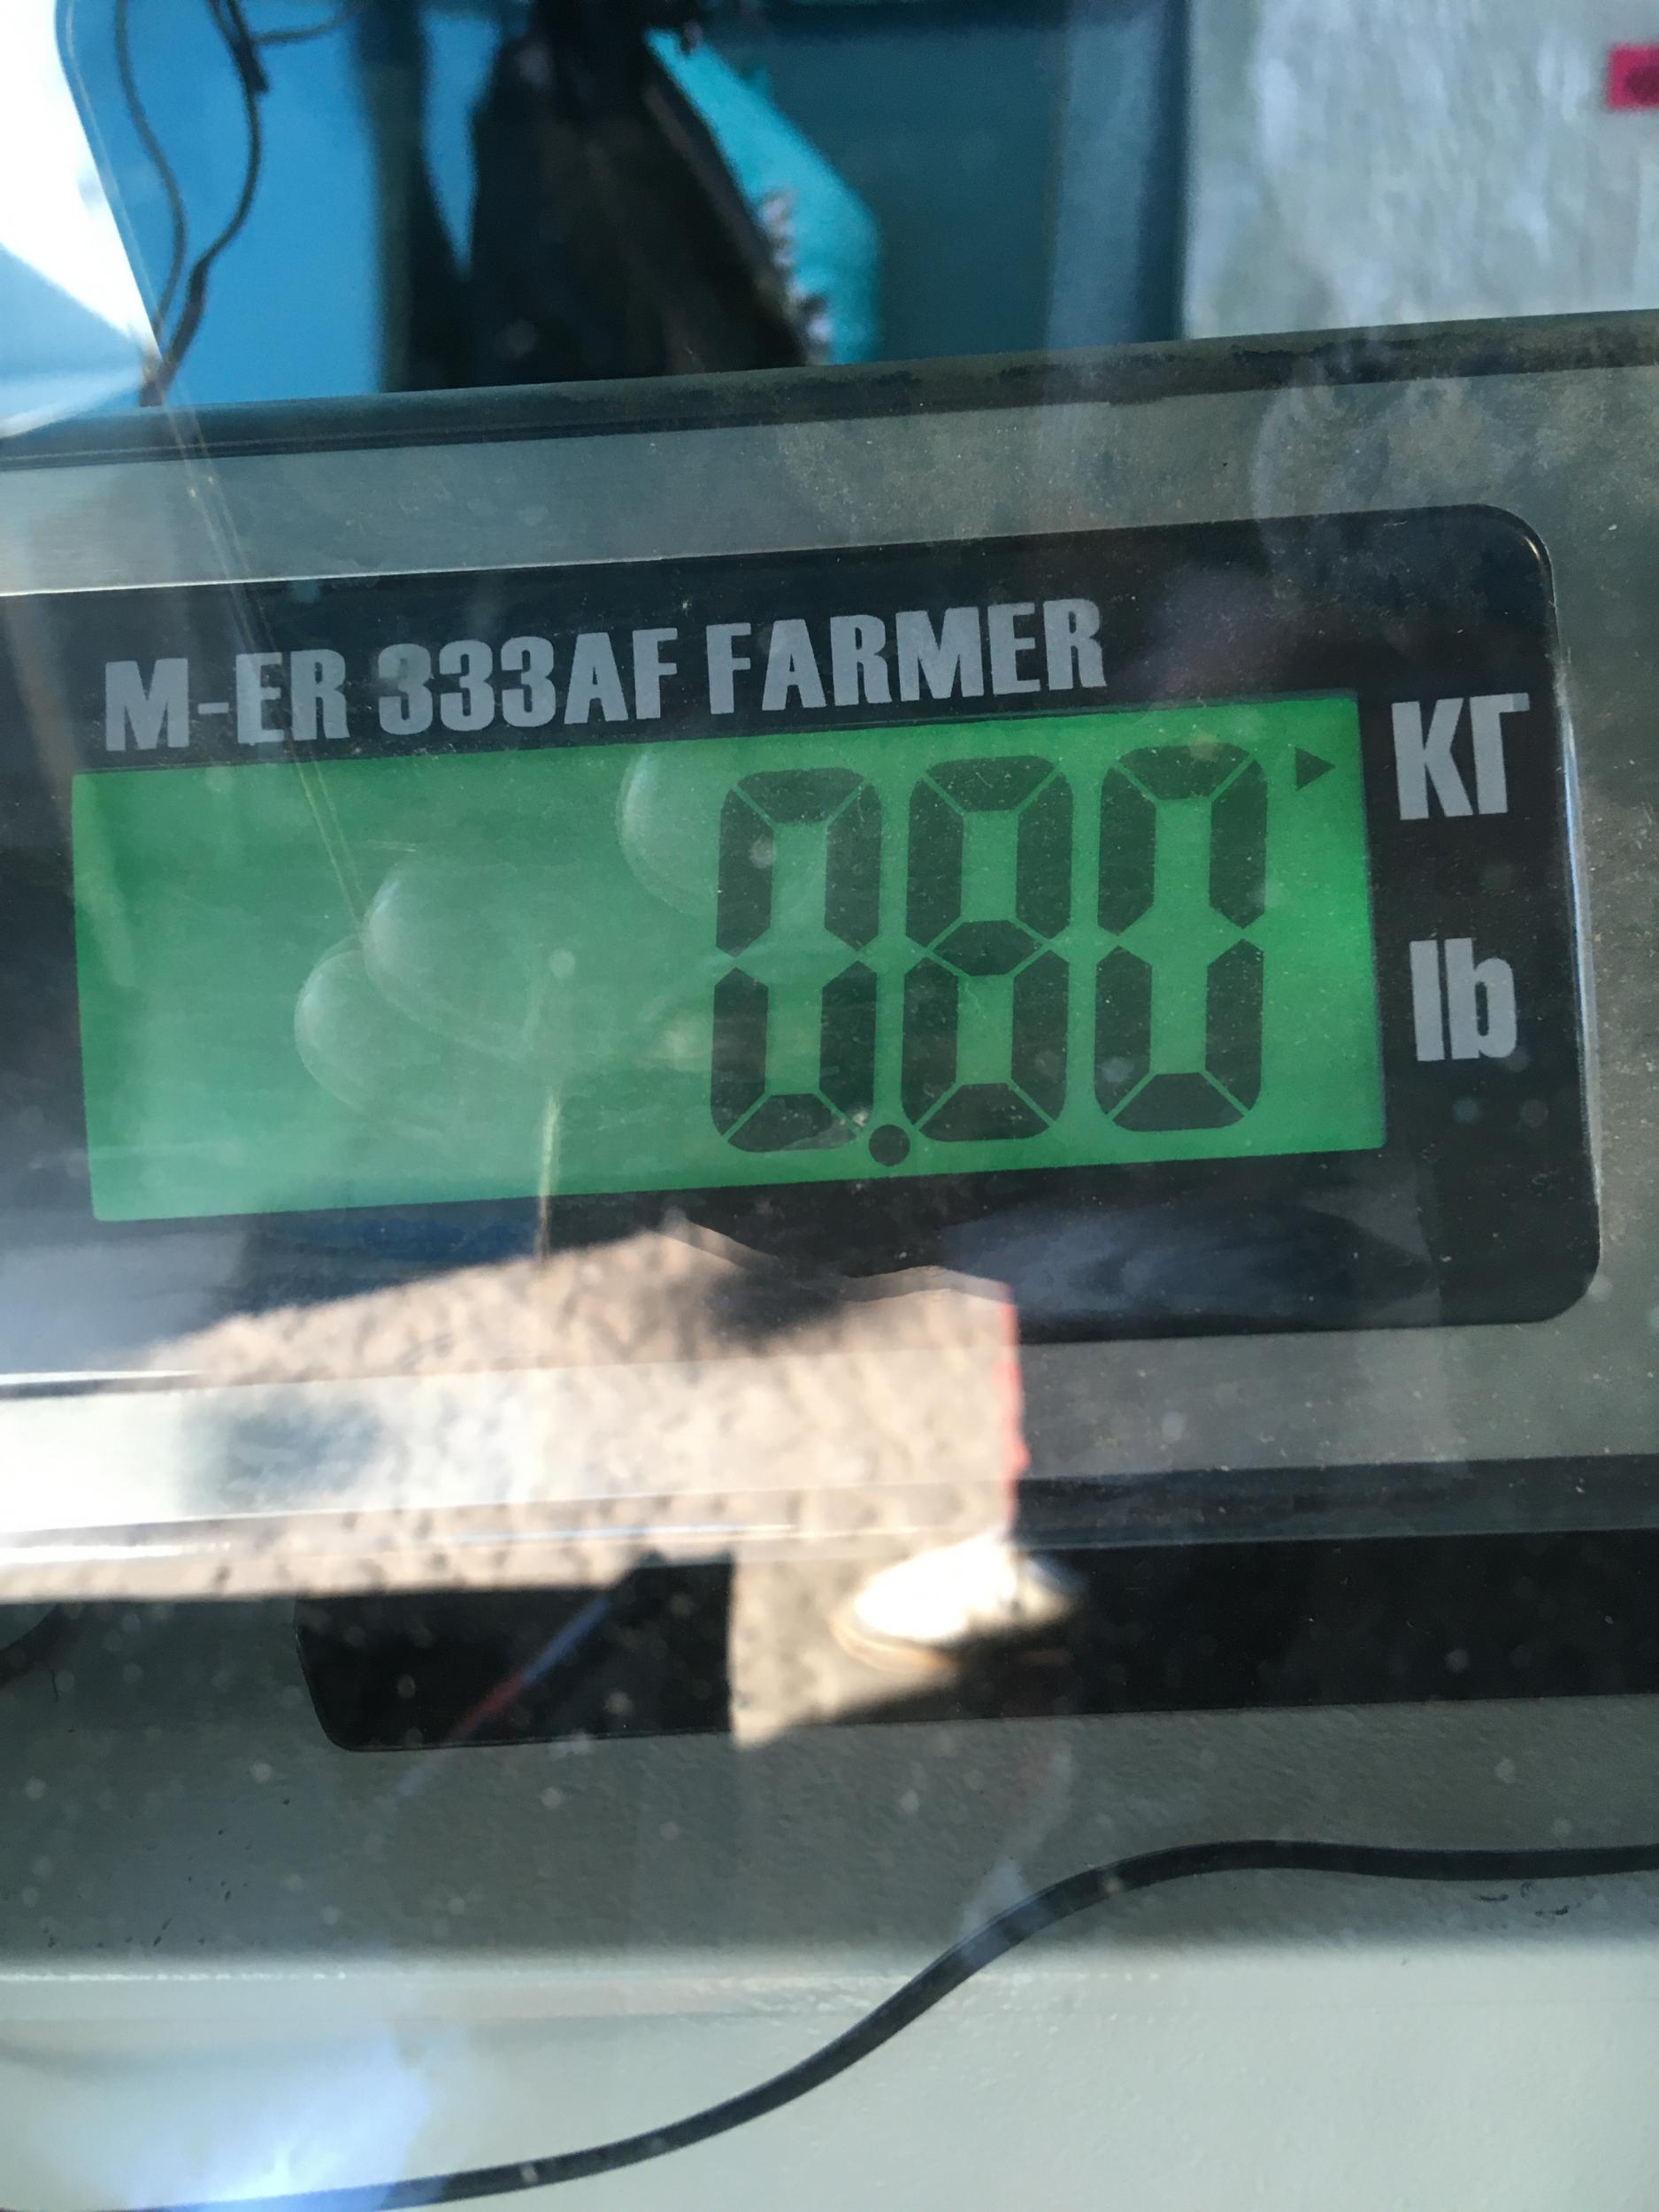 M-ER 333AF FARMER
0.80 КГ
lb